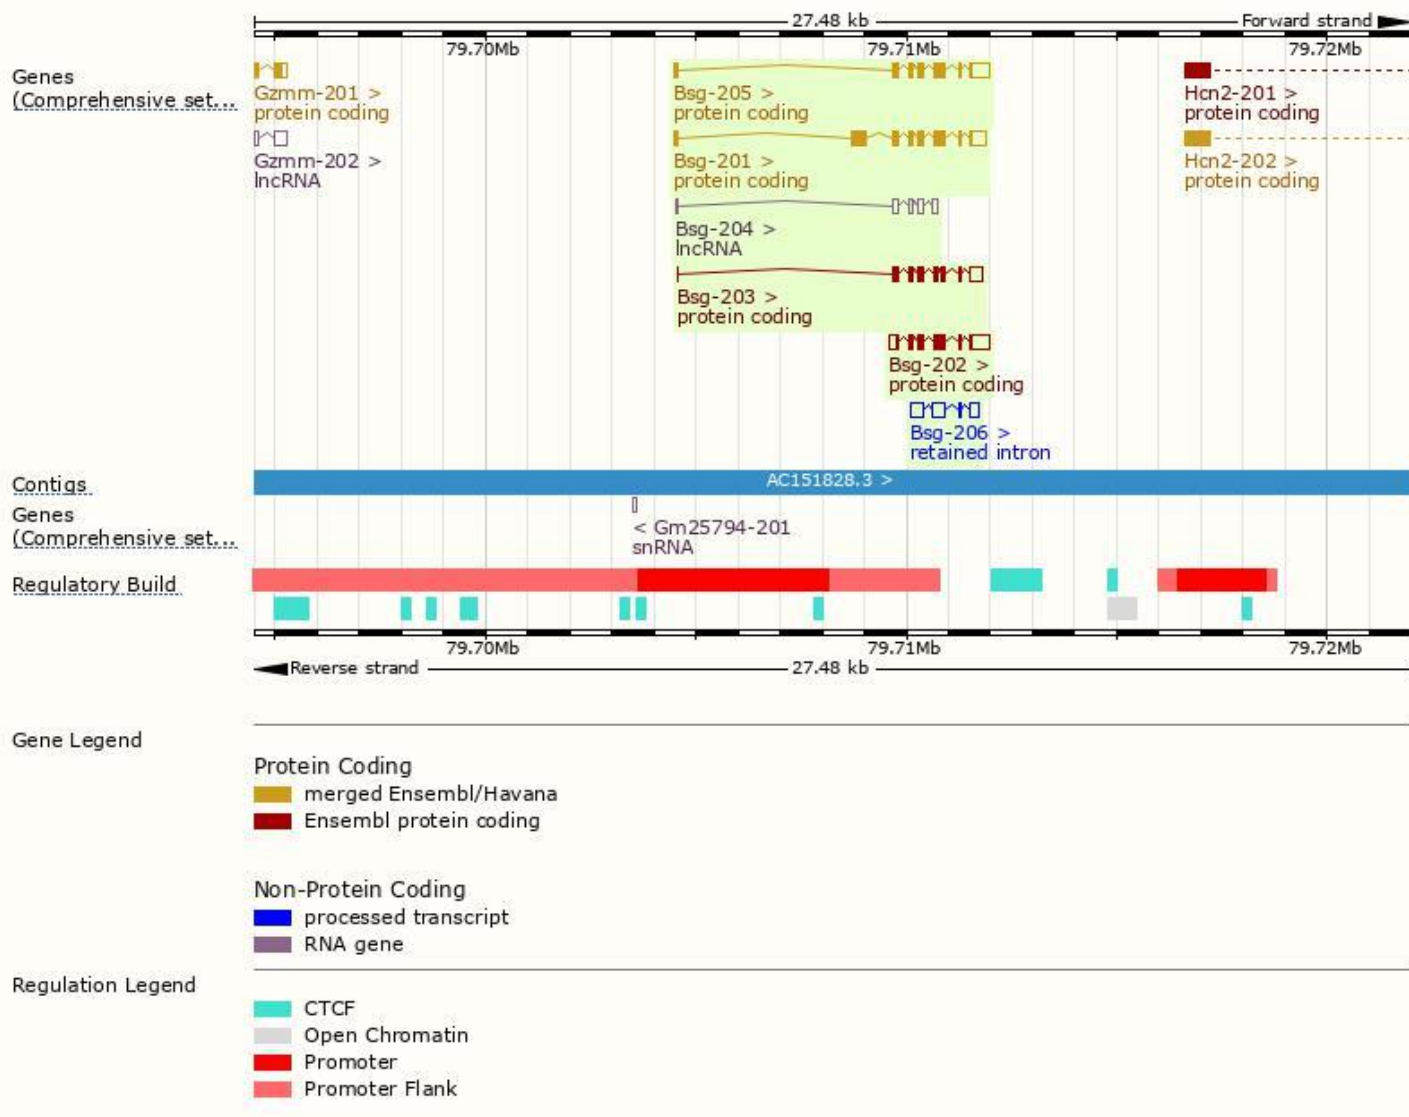 27.48 kb Forward strand
79.70Mb 79.71Mb 79.72Mb
Genes
(Comprehensive set...
Gzmm-201 > Bsg-205 > Hcn2-201 >
protein coding protein coding protein coding
Gzmm-202 > Bsg-201 > Hcn2-202 >
lncRNA protein coding protein coding
Bsg-204 >
lncRNA
Bsg-203 >
protein coding
Bsg-202 >
protein coding
Bsg-206 >
retained intron
Contigs AC151828.3 >
Genes
(Comprehensive set...
< Gm25794-201
snRNA
Regulatory Build
79.70Mb 79.71Mb 79.72Mb
Reverse strand 27.48 kb
Gene Legend
Protein Coding
merged Ensembl/Havana
Ensembl protein coding
Non-Protein Coding
processed transcript
RNA gene
Regulation Legend
CTCF
Open Chromatin
Promoter
Promoter Flank